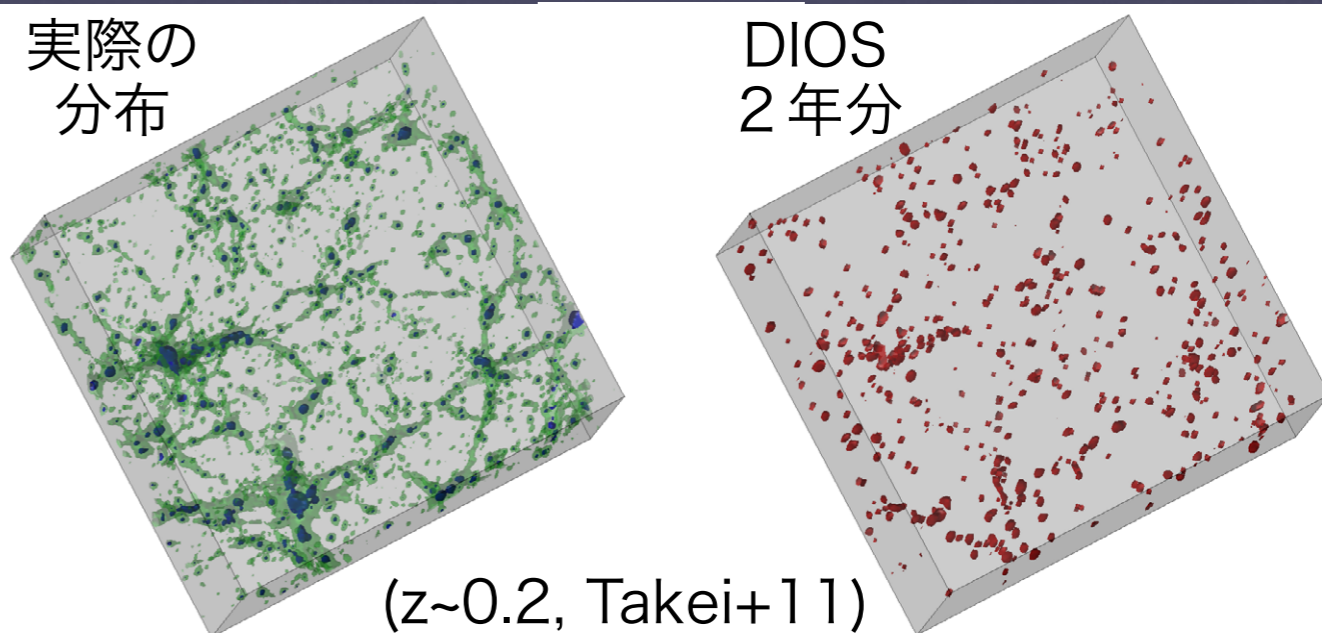 実際の
分布
DIOS
２年分
(z~0.2, Takei+11)